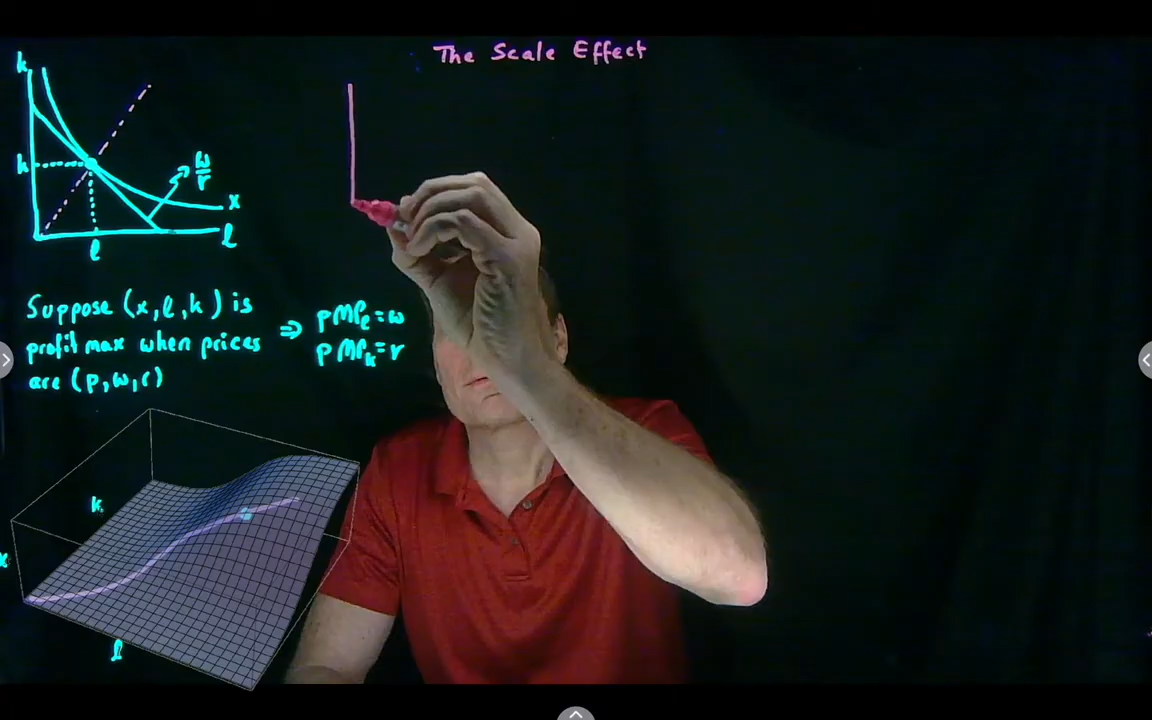 The Scale Effect
k
k
w
r
x
l
l
Suppose (x, l, k) is
profit max when prices
are (p, w, r)
⇒ pMPₗ = w
pMPₖ = r
k
x
l